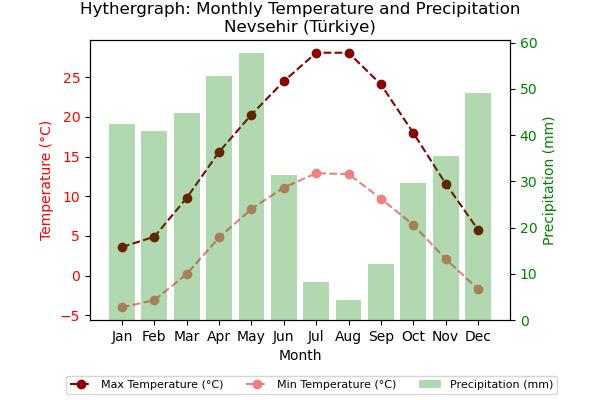 Hythergraph: Monthly Temperature and Precipitation
Nevsehir (Türkiye)
Temperature (°C)
25
20
15
10
5
0
−5
60
50
40
30
20
10
0
Precipitation (mm)
Jan Feb Mar Apr May Jun Jul Aug Sep Oct Nov Dec
Month
Max Temperature (°C) Min Temperature (°C) Precipitation (mm)